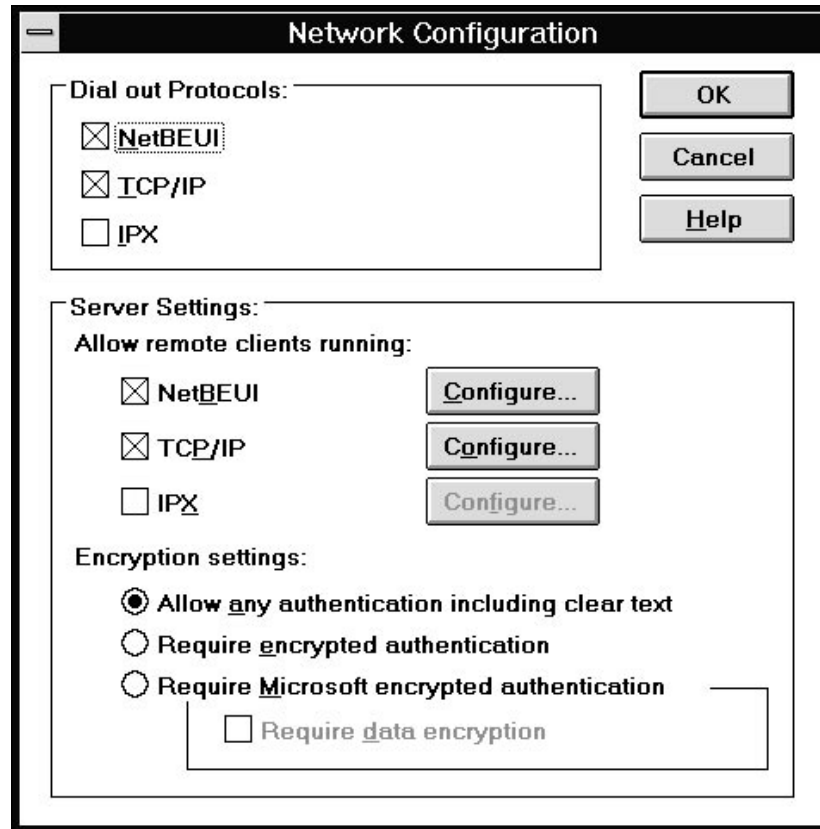 Network Configuration
Dial out Protocols:
NetBEUI
TCP/IP
IPX
OK
Cancel
Help
Server Settings:
Allow remote clients running:
NetBEUI Configure...
TCP/IP Configure...
IPX Configure...
Encryption settings:
Allow any authentication including clear text
Require encrypted authentication
Require Microsoft encrypted authentication
Require data encryption